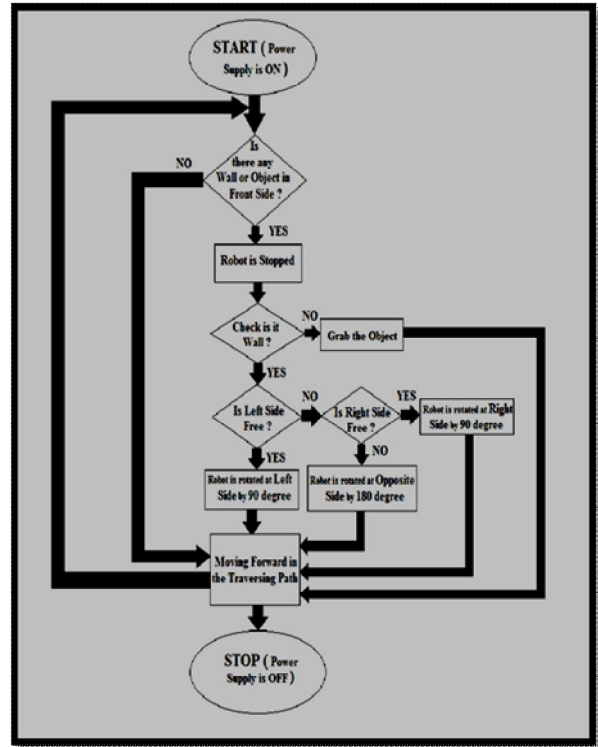 START ( Power
Supply is ON )
Is
there any
Wall or Object in
Front Side ?
NO
YES
Robot is Stopped
Check is it
Wall ?
NO
Grab the Object
YES
Is Left Side
Free ?
NO
Is Right Side
Free ?
YES
Robot is rotated at Right
Side by 90 degree
YES
NO
Robot is rotated at Left
Side by 90 degree
Robot is rotated at Opposite
Side by 180 degree
Moving Forward in
the Traversing Path
STOP ( Power
Supply is OFF )